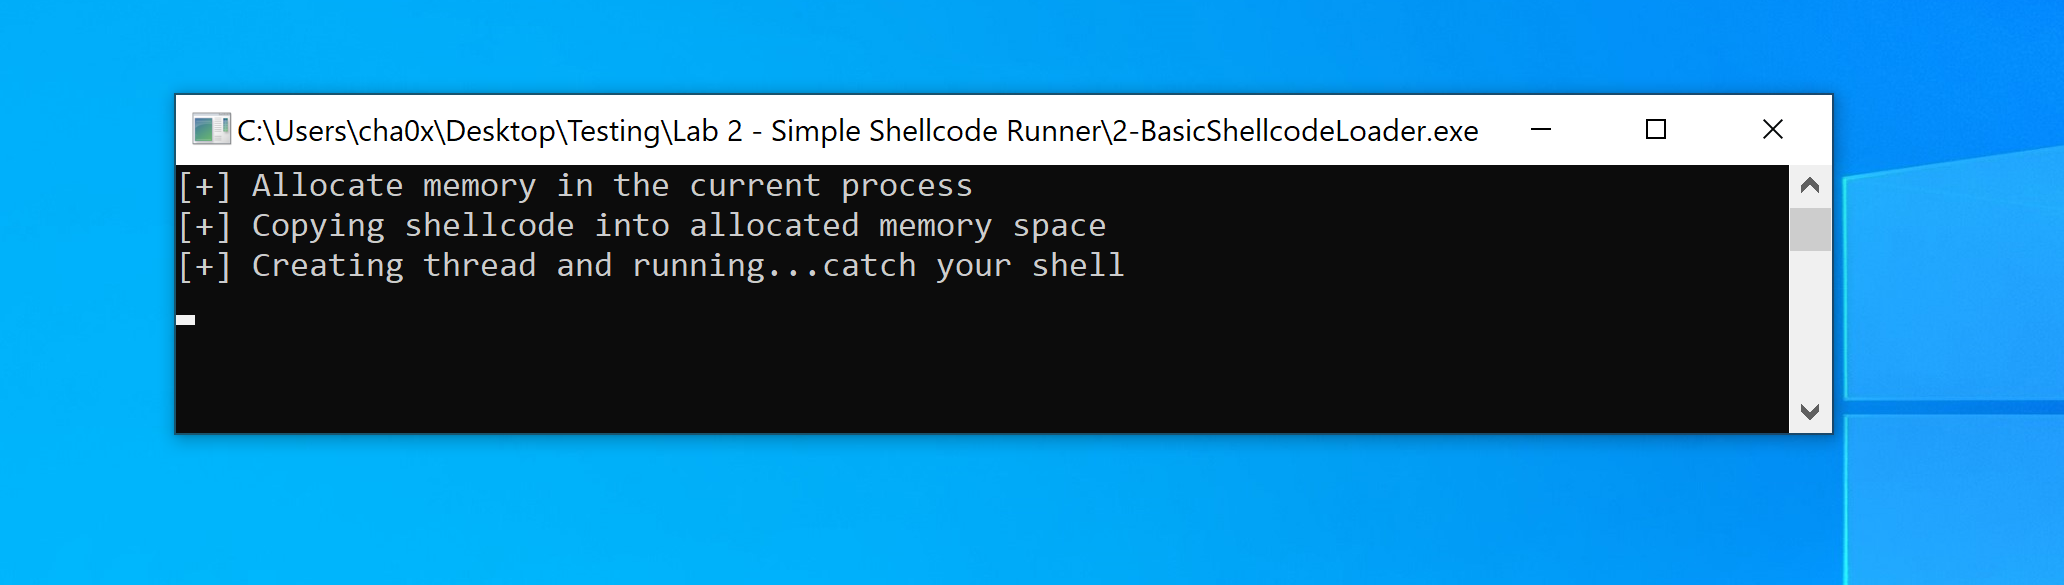 C:\Users\cha0x\Desktop\Testing\Lab 2 - Simple Shellcode Runner\2-BasicShellcodeLoader.exe
[+] Allocate memory in the current process
[+] Copying shellcode into allocated memory space
[+] Creating thread and running...catch your shell